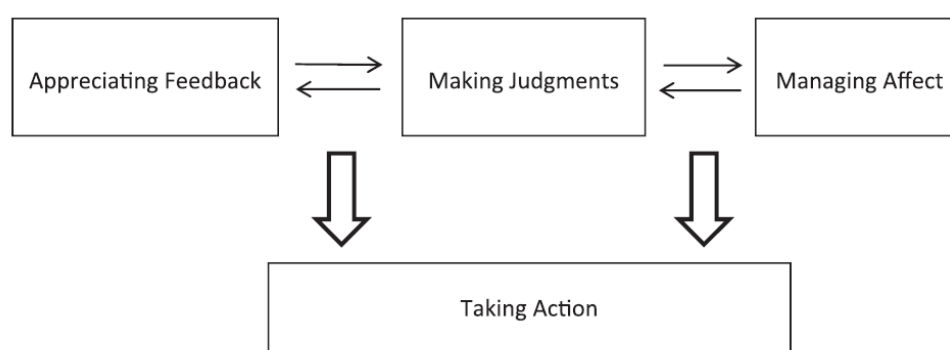 Appreciating Feedback
Making Judgments
Managing Affect
Taking Action